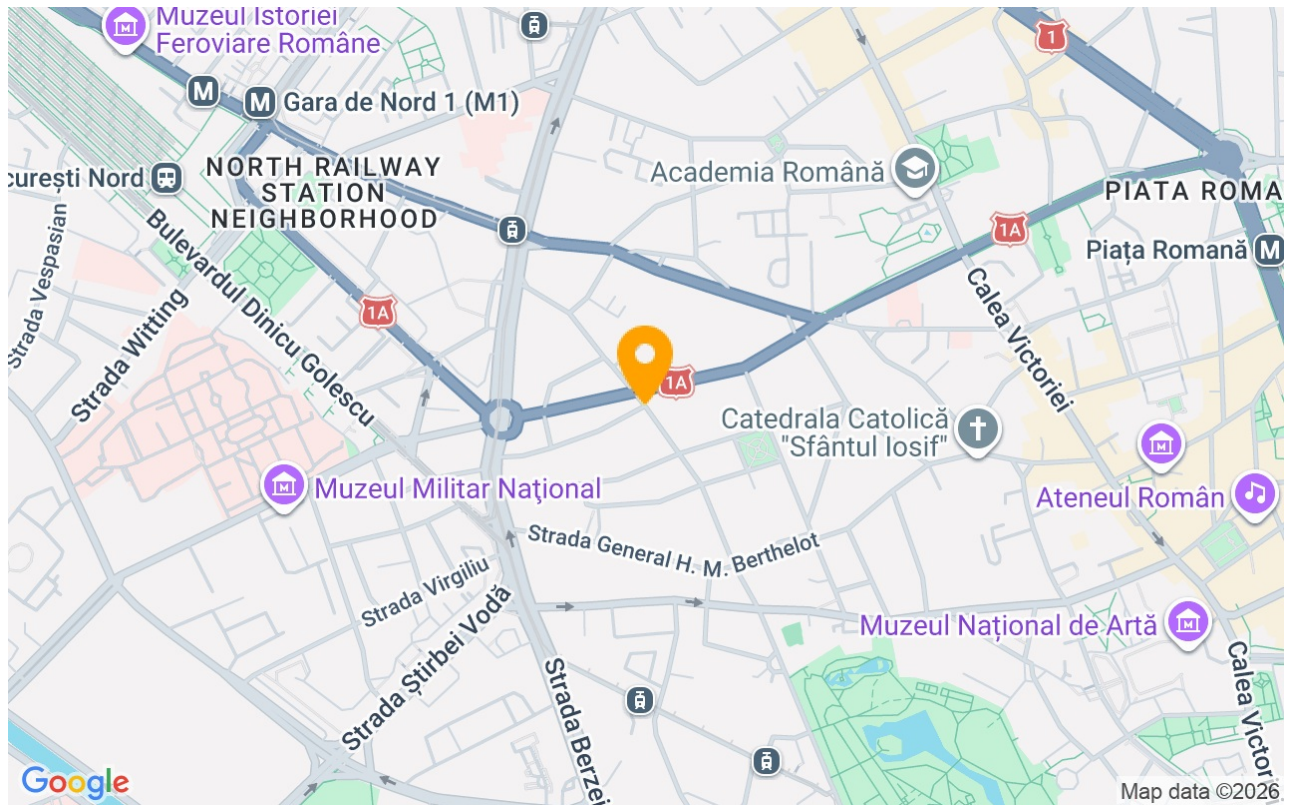 Muzeul Istoriei
Feroviare Române
1
M
M Gara de Nord 1 (M1)
Academia Română
curești Nord
NORTH RAILWAY
STATION
NEIGHBORHOOD
PIATA ROMA
1A
Piața Romană M
Strada Vespasian
Strada Witting
Bulevardul Dinicu Golescu
1A
Calea Victoriei
1A
Catedrala Catolică
"Sfântul Iosif"
Muzeul Militar Naţional
Ateneul Român
Strada General H. M. Berthelot
Strada Virgiliu
Strada Știrbei Vodă
Muzeul Național de Artă
Strada Berzei
Calea Victori
Google
Map data ©2026